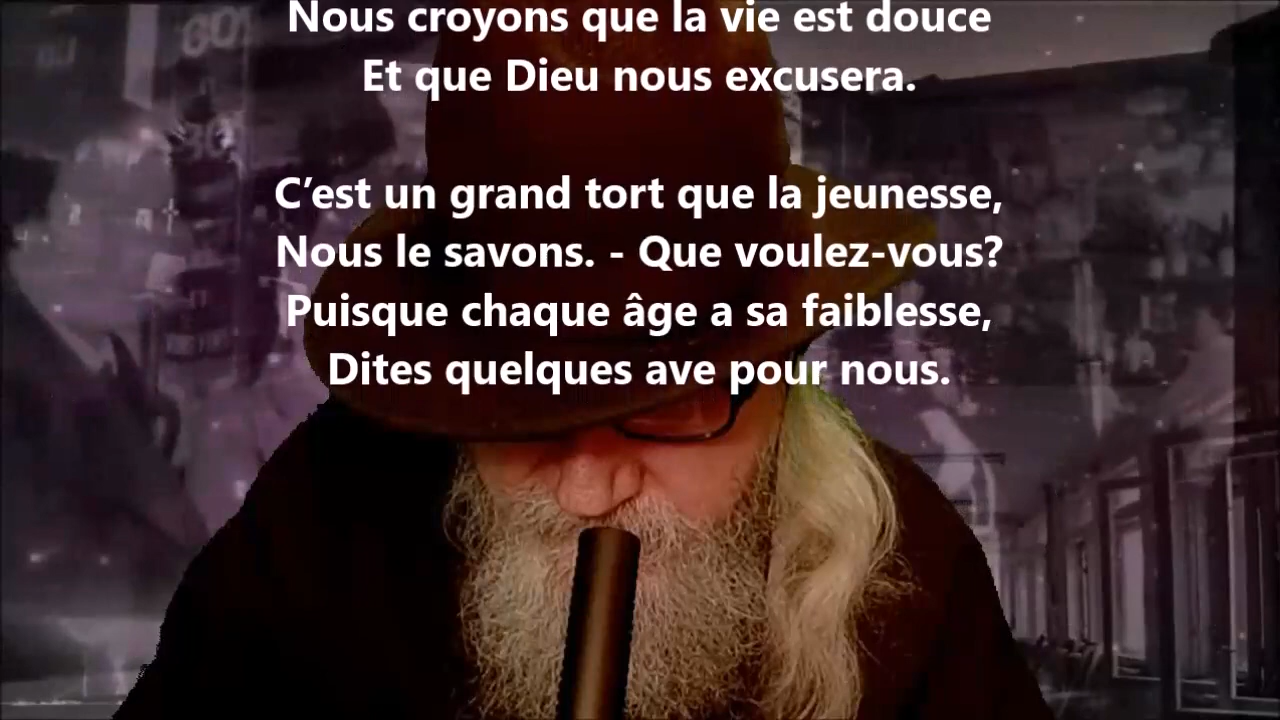 Nous croyons que la vie est douce
Et que Dieu nous excusera.
C’est un grand tort que la jeunesse,
Nous le savons. - Que voulez-vous?
Puisque chaque âge a sa faiblesse,
Dites quelques ave pour nous.